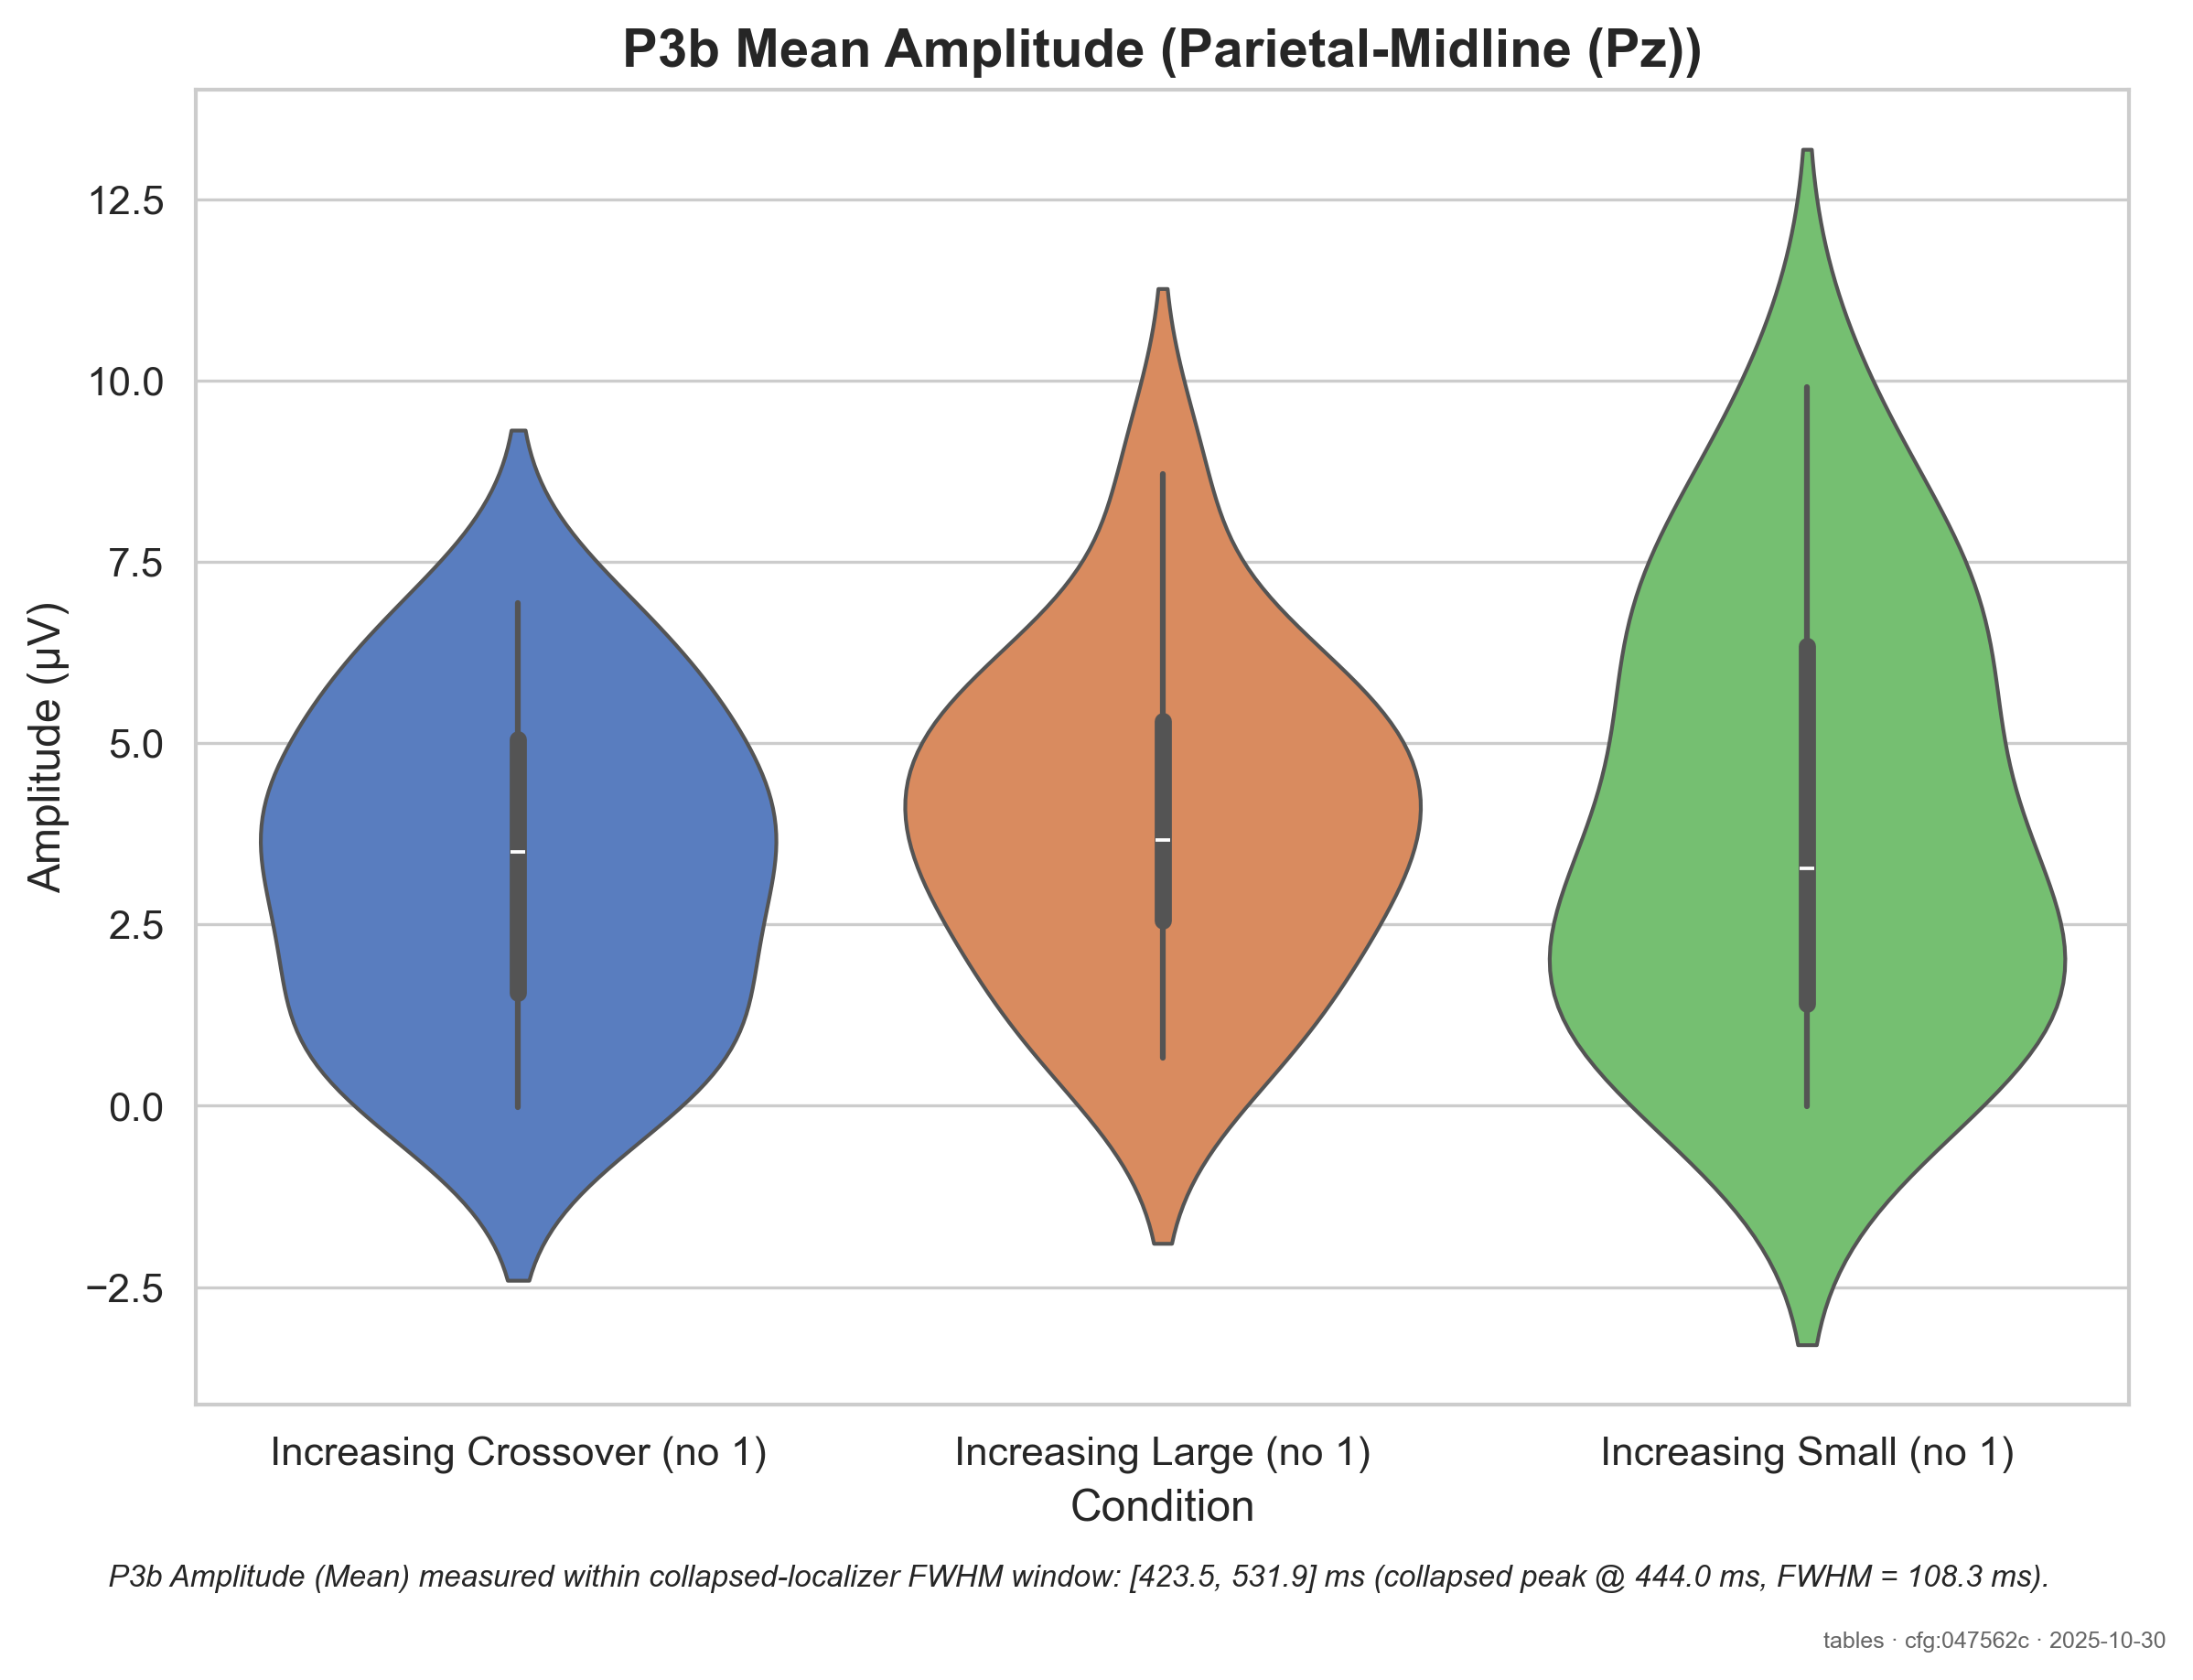 P3b Mean Amplitude (Parietal-Midline (Pz))
Amplitude (µV)
12.5
10.0
7.5
5.0
2.5
0.0
−2.5
Increasing Crossover (no 1)
Increasing Large (no 1)
Increasing Small (no 1)
Condition
P3b Amplitude (Mean) measured within collapsed-localizer FWHM window: [423.5, 531.9] ms (collapsed peak @ 444.0 ms, FWHM = 108.3 ms).
tables · cfg:047562c · 2025-10-30